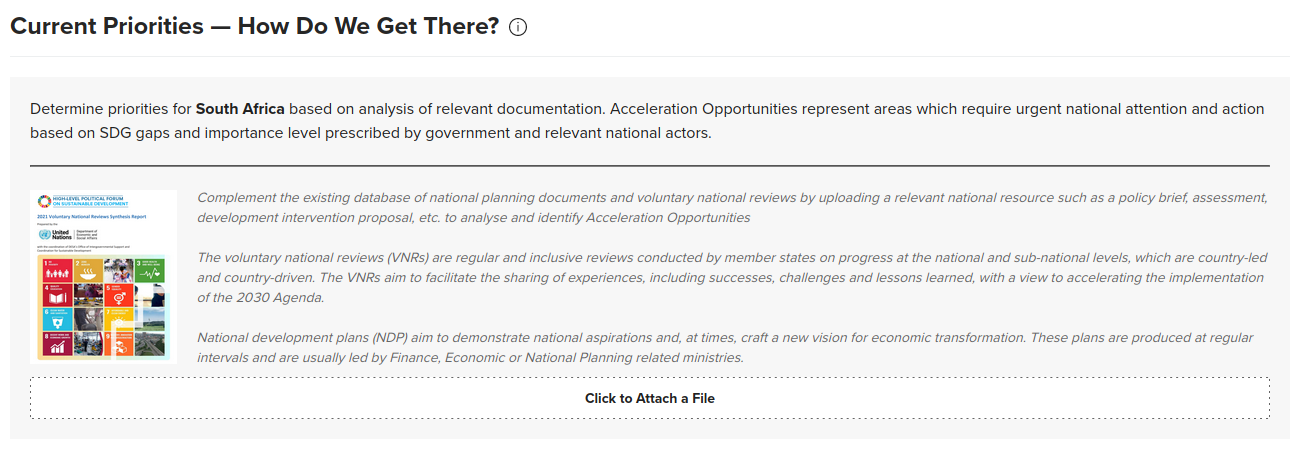 Current Priorities — How Do We Get There?
Determine priorities for South Africa based on analysis of relevant documentation. Acceleration Opportunities represent areas which require urgent national attention and action
based on SDG gaps and importance level prescribed by government and relevant national actors.
HIGH-LEVEL POLITICAL FORUM
ON SUSTAINABLE DEVELOPMENT
2021 Voluntary National Reviews Synthesis Report
United
Nations
Department of
Economic and
Social Affairs
Complement the existing database of national planning documents and voluntary national reviews by uploading a relevant national resource such as a policy brief, assessment,
development intervention proposal, etc. to analyse and identify Acceleration Opportunities
The voluntary national reviews (VNRs) are regular and inclusive reviews conducted by member states on progress at the national and sub-national levels, which are country-led
and country-driven. The VNRs aim to facilitate the sharing of experiences, including successes, challenges and lessons learned, with a view to accelerating the implementation
of the 2030 Agenda.
National development plans (NDP) aim to demonstrate national aspirations and, at times, craft a new vision for economic transformation. These plans are produced at regular
intervals and are usually led by Finance, Economic or National Planning related ministries.
Click to Attach a File